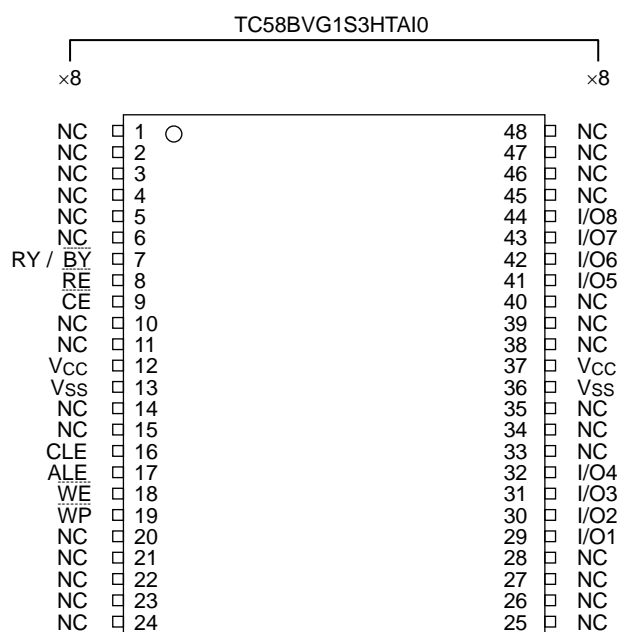 TC58BVG1S3HTAI0
×8 ×8
NC 1 48 NC
NC 2 47 NC
NC 3 46 NC
NC 4 45 NC
NC 5 44 I/O8
NC 6 43 I/O7
RY / BY 7 42 I/O6
RE 8 41 I/O5
CE 9 40 NC
NC 10 39 NC
NC 11 38 NC
VCC 12 37 VCC
VSS 13 36 VSS
NC 14 35 NC
NC 15 34 NC
CLE 16 33 NC
ALE 17 32 I/O4
WE 18 31 I/O3
WP 19 30 I/O2
NC 20 29 I/O1
NC 21 28 NC
NC 22 27 NC
NC 23 26 NC
NC 24 25 NC